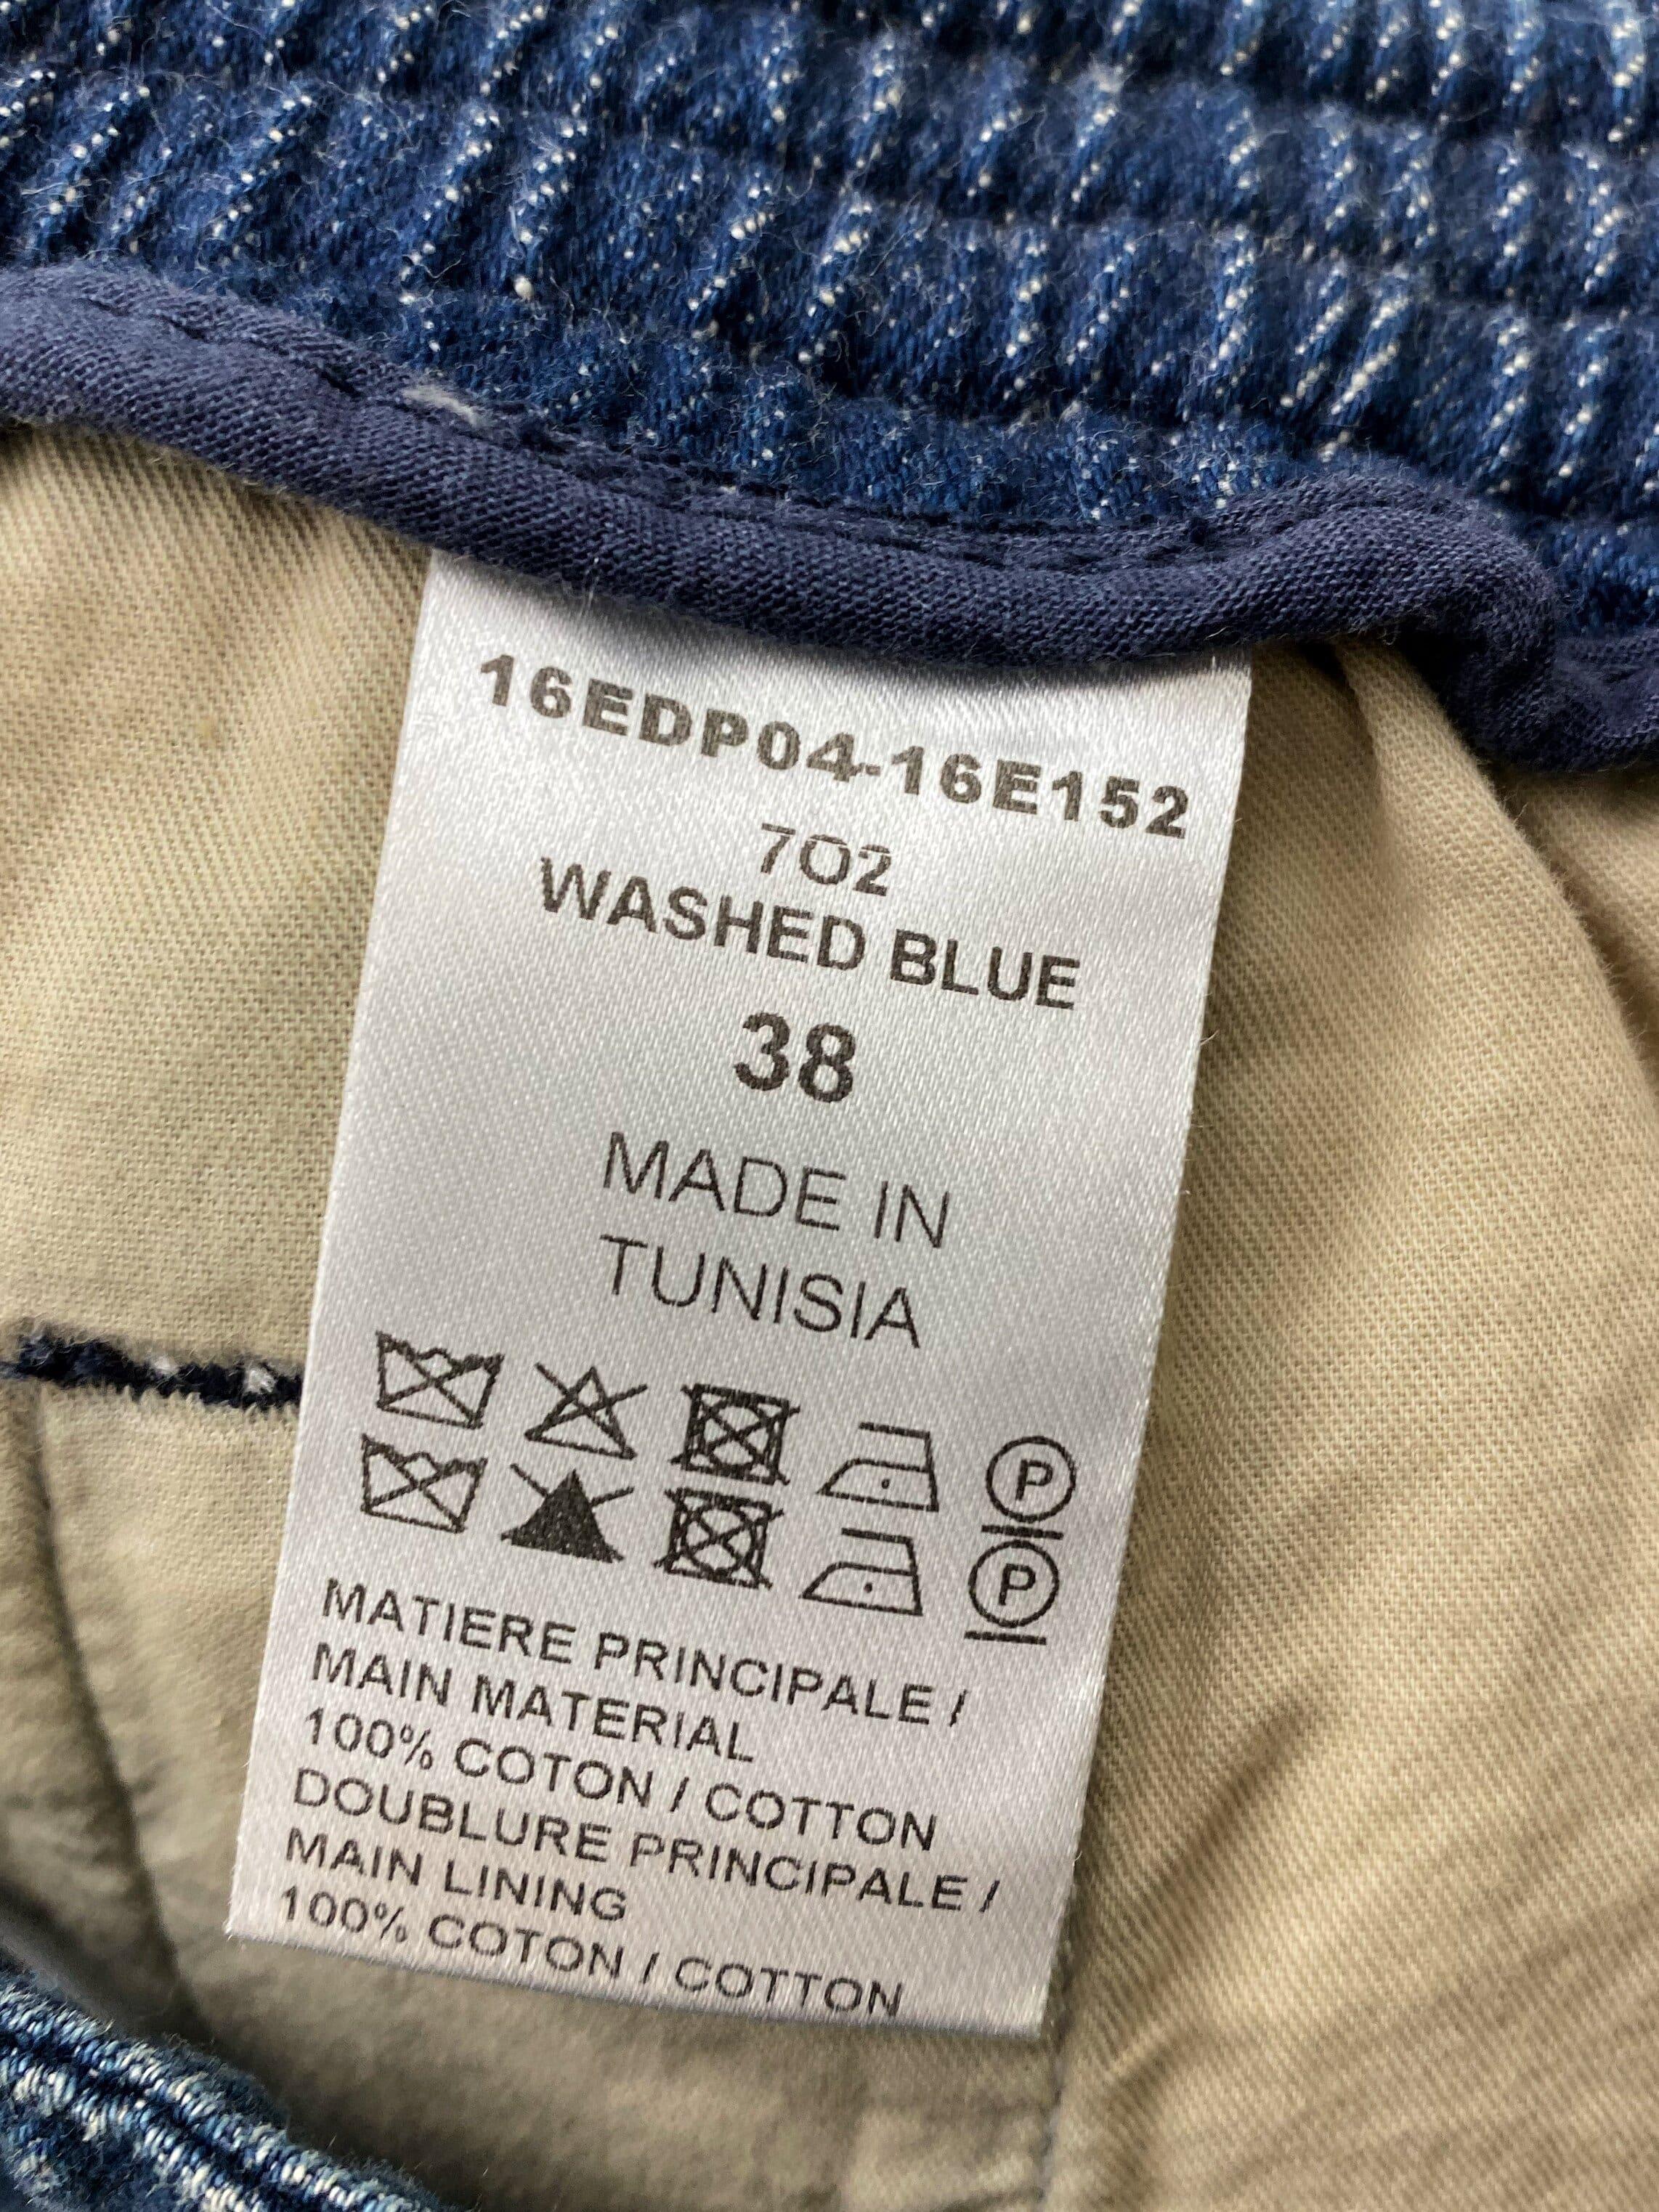 16EDP04-16E152
702
WASHED BLUE
38
MADE IN
TUNISIA
P
P
MATIERE PRINCIPALE /
MAIN MATERIAL
100% COTON / COTTON
DOUBLURE PRINCIPALE /
MAIN LINING
100% COTON / COTTON